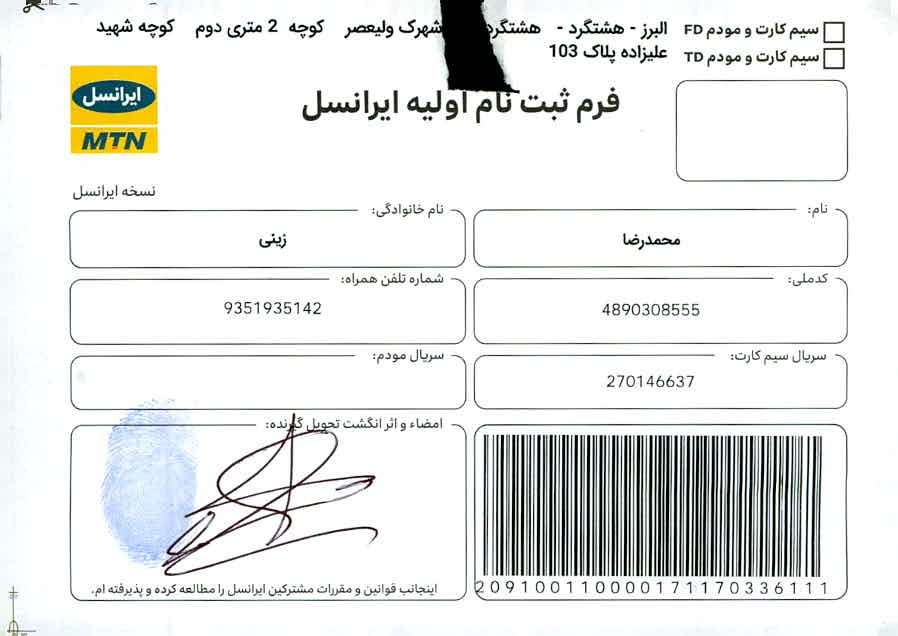 سیم کارت و مودم FD
سیم کارت و مودم TD
البرز - هشتگرد - هشتگرد شهرک ولیعصر کوچه 2 متری دوم کوچه شهید
علیزاده پلاک 103
ایرانسل
MTN
فرم ثبت نام اولیه ایرانسل
نسخه ایرانسل
نام:
محمدرضا
نام خانوادگی:
زینی
کدملی:
4890308555
شماره تلفن همراه:
9351935142
سریال سیم کارت:
270146637
سریال مودم:
امضاء و اثر انگشت تحویل گیرنده:
اینجانب قوانین و مقررات مشترکین ایرانسل را مطالعه کرده و پذیرفته ام.
2091001100001711703361​11